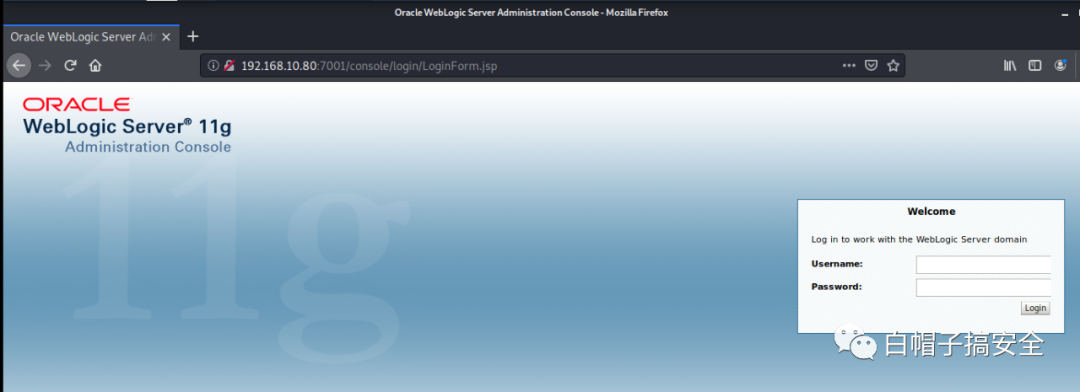 Oracle WebLogic Server Administration Console - Mozilla Firefox
Oracle WebLogic Server Adm
192.168.10.80:7001/console/login/LoginForm.jsp
ORACLE
WebLogic Server® 11g
Administration Console
11g
Welcome
Log in to work with the WebLogic Server domain
Username:
Password:
Login
白帽子搞安全